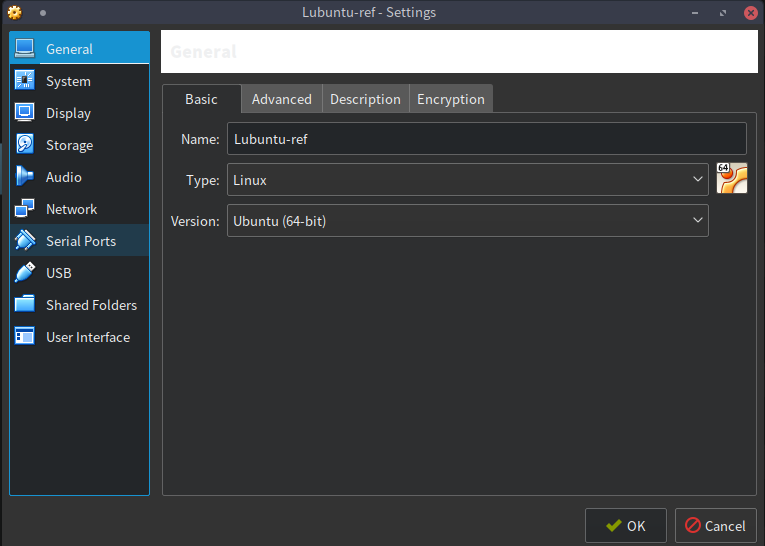 Lubuntu-ref - Settings
General
System
Display
Storage
Audio
Network
Serial Ports
USB
Shared Folders
User Interface
General
Basic Advanced Description Encryption
Name: Lubuntu-ref
Type: Linux
64
Version: Ubuntu (64-bit)
OK Cancel